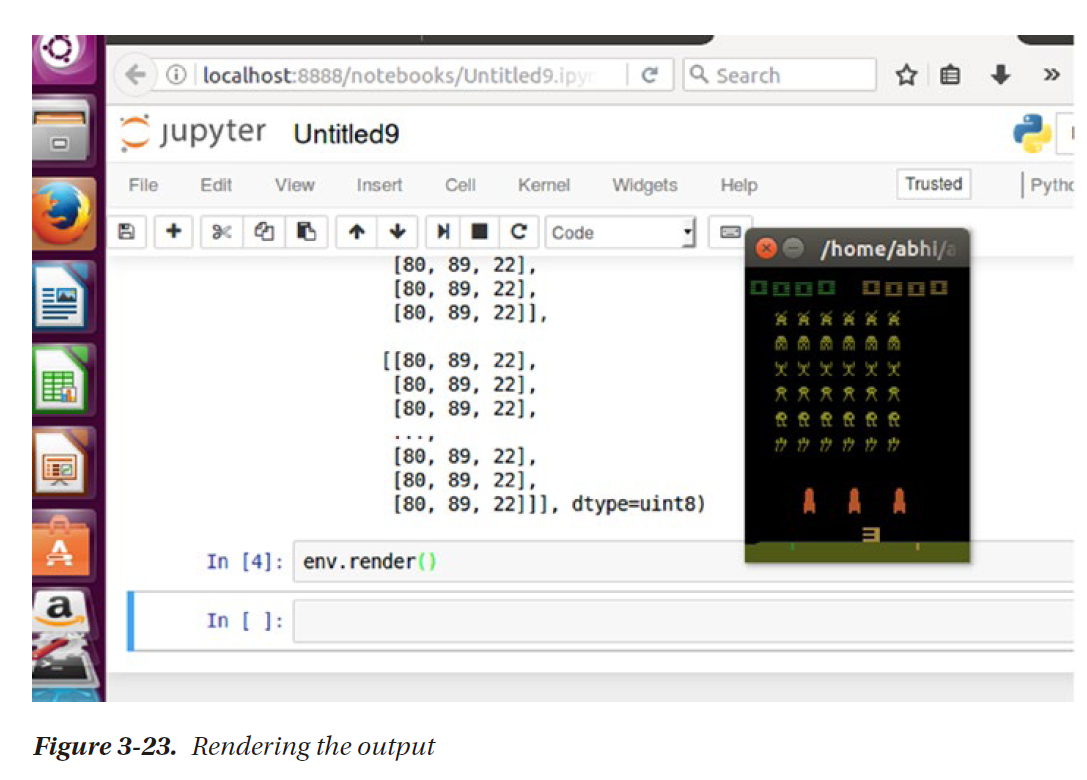 localhost:8888/notebooks/Untitled9.ipy
Search
jupyter Untitled9
File Edit View Insert Cell Kernel Widgets Help Trusted
Code
/home/abhi/a
[80, 89, 22],
[80, 89, 22],
[80, 89, 22]],
[[80, 89, 22],
[80, 89, 22],
[80, 89, 22],
...,
[80, 89, 22],
[80, 89, 22],
[80, 89, 22]]], dtype=uint8)
3
In [4]: env.render()
In [ ]:
Figure 3-23. Rendering the output